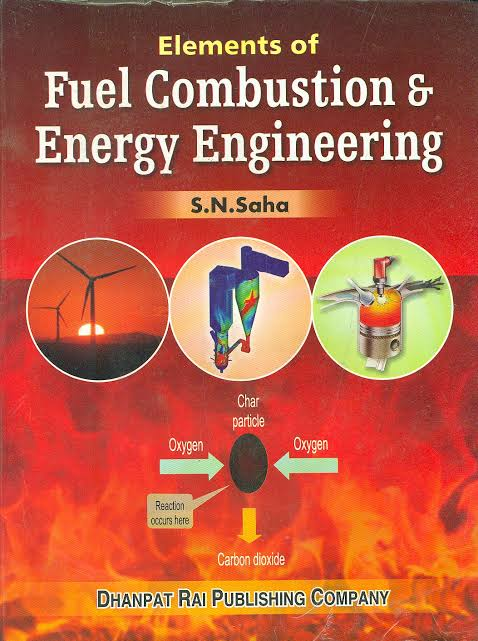 Elements of
Fuel Combustion &
Energy Engineering
S.N.Saha
Char
particle
Oxygen
Oxygen
Reaction
occurs here
Carbon dioxide
DHANPAT RAI PUBLISHING COMPANY